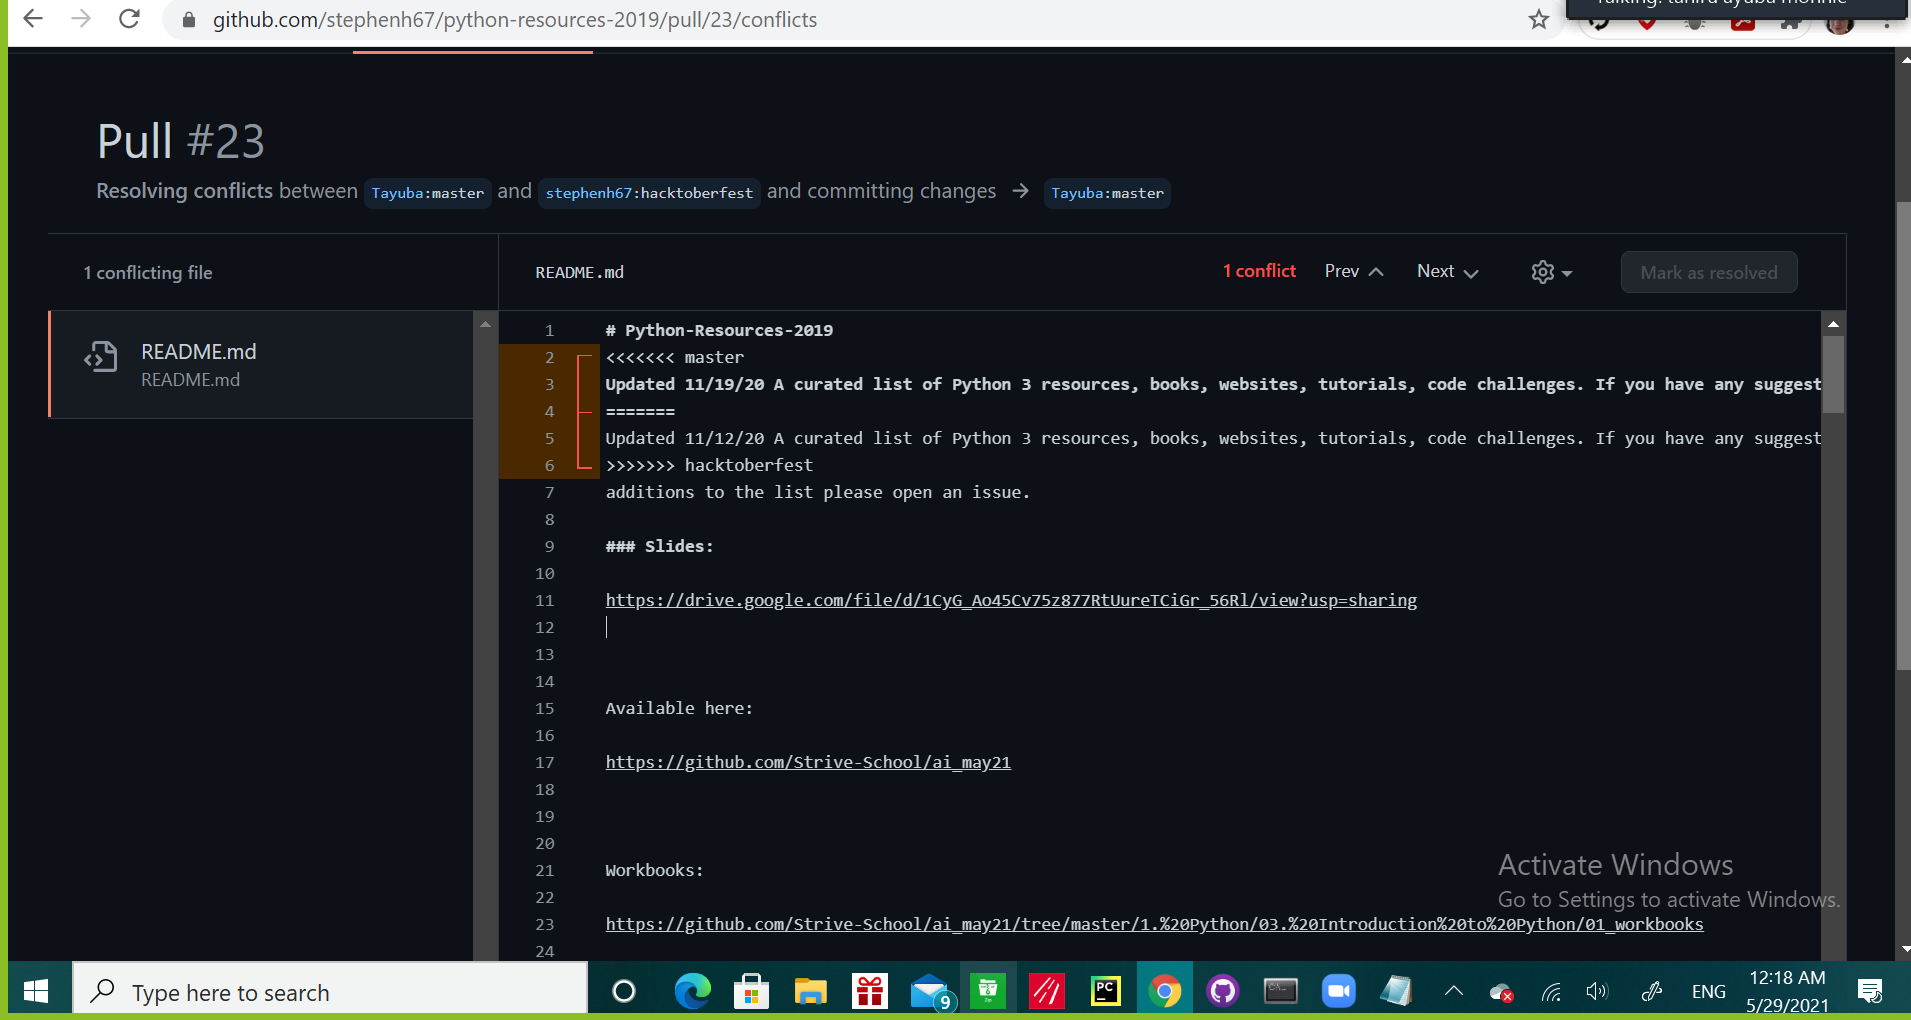 github.com/stephenh67/python-resources-2019/pull/23/conflicts
Pull #23
Resolving conflicts between Tayuba:master and stephenh67:hacktoberfest and committing changes → Tayuba:master
1 conflicting file
README.md
README.md
README.md
1 conflict Prev Next Mark as resolved
1 # Python-Resources-2019
2 <<<<<<< master
3 Updated 11/19/20 A curated list of Python 3 resources, books, websites, tutorials, code challenges. If you have any suggest
4 =======
5 Updated 11/12/20 A curated list of Python 3 resources, books, websites, tutorials, code challenges. If you have any suggest
6 >>>>>>> hacktoberfest
7 additions to the list please open an issue.
8
9 ### Slides:
10
11 https://drive.google.com/file/d/1CyG_Ao45Cv75z877RtUureTCiGr_56Rl/view?usp=sharing
12
13
14
15 Available here:
16
17 https://github.com/Strive-School/ai_may21
18
19
20
21 Workbooks:
22
23 https://github.com/Strive-School/ai_may21/tree/master/1.%20Python/03.%20Introduction%20to%20Python/01_workbooks
24
Activate Windows
Go to Settings to activate Windows.
Type here to search
9
PC
ENG
12:18 AM
5/29/2021